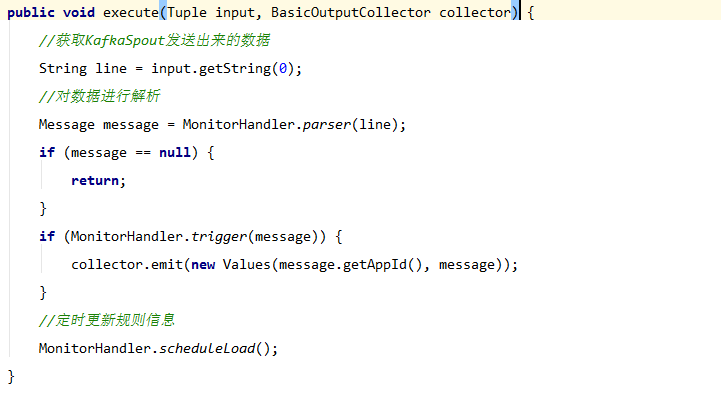 public void execute(Tuple input, BasicOutputCollector collector) {
    //获取KafkaSpout发送出来的数据
    String line = input.getString(0);
    //对数据进行解析
    Message message = MonitorHandler.parser(line);
    if (message == null) {
        return;
    }
    if (MonitorHandler.trigger(message)) {
        collector.emit(new Values(message.getAppId(), message));
    }
    //定时更新规则信息
    MonitorHandler.scheduleLoad();
}